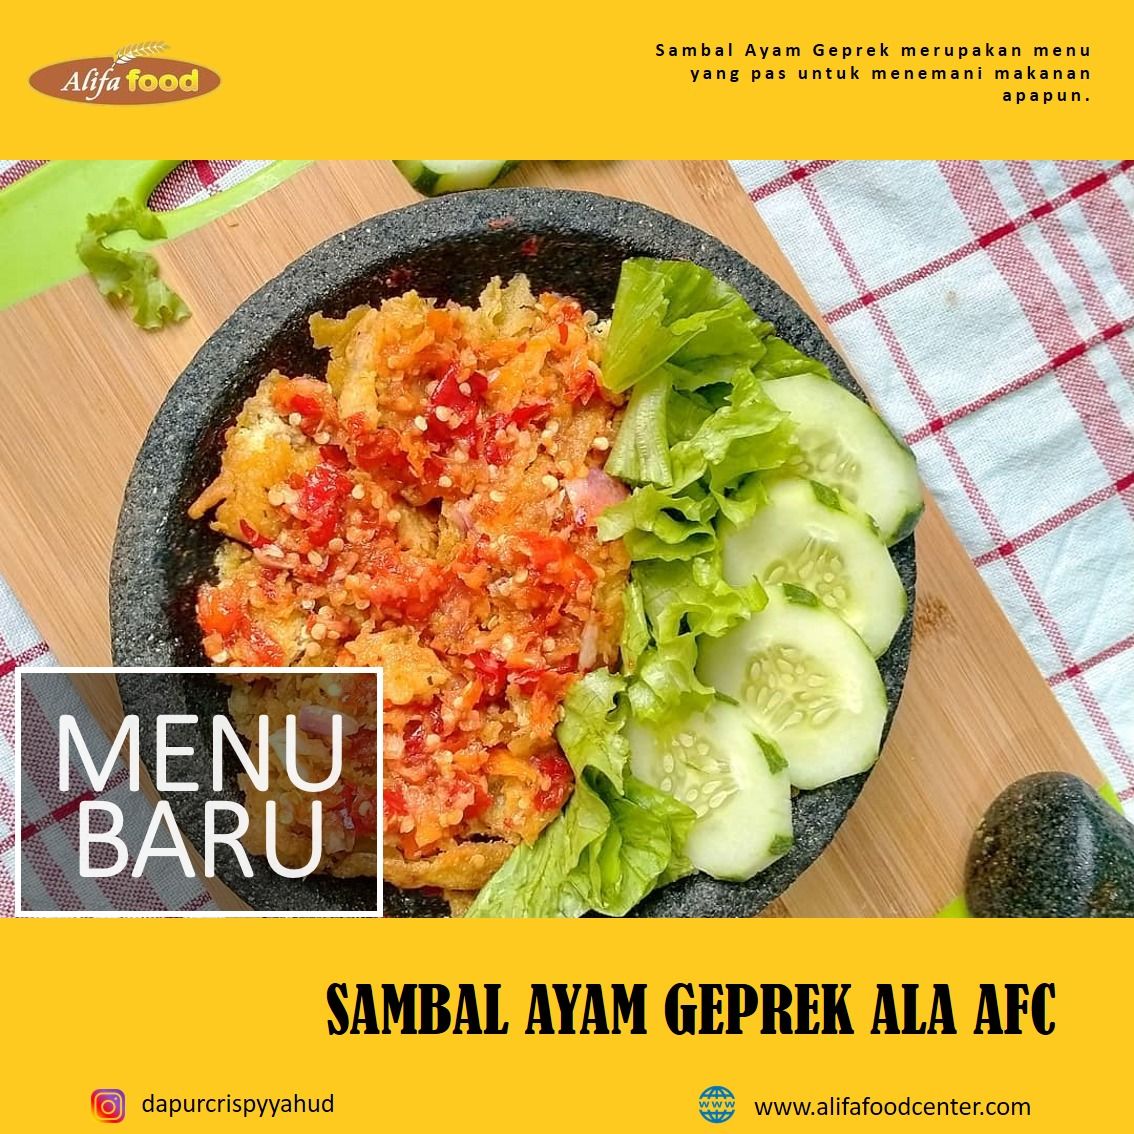 Alifa food
Sambal Ayam Geprek merupakan menu
yang pas untuk menemani makanan
apapun.
MENU
BARU
SAMBAL AYAM GEPREK ALA AFC
dapurcrispyyahud
www
www.alifafoodcenter.com